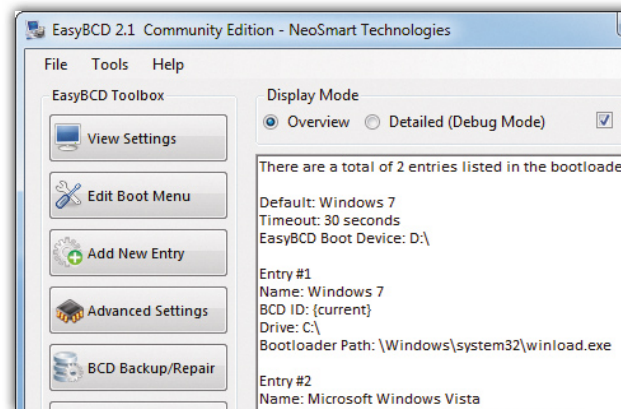 EasyBCD 2.1 Community Edition - NeoSmart Technologies
File Tools Help
EasyBCD Toolbox
View Settings
Edit Boot Menu
Add New Entry
Advanced Settings
BCD Backup/Repair
Display Mode
Overview Detailed (Debug Mode)
There are a total of 2 entries listed in the bootloade
Default: Windows 7
Timeout: 30 seconds
EasyBCD Boot Device: D:\
Entry #1
Name: Windows 7
BCD ID: {current}
Drive: C:\
Bootloader Path: \Windows\system32\winload.exe
Entry #2
Name: Microsoft Windows Vista